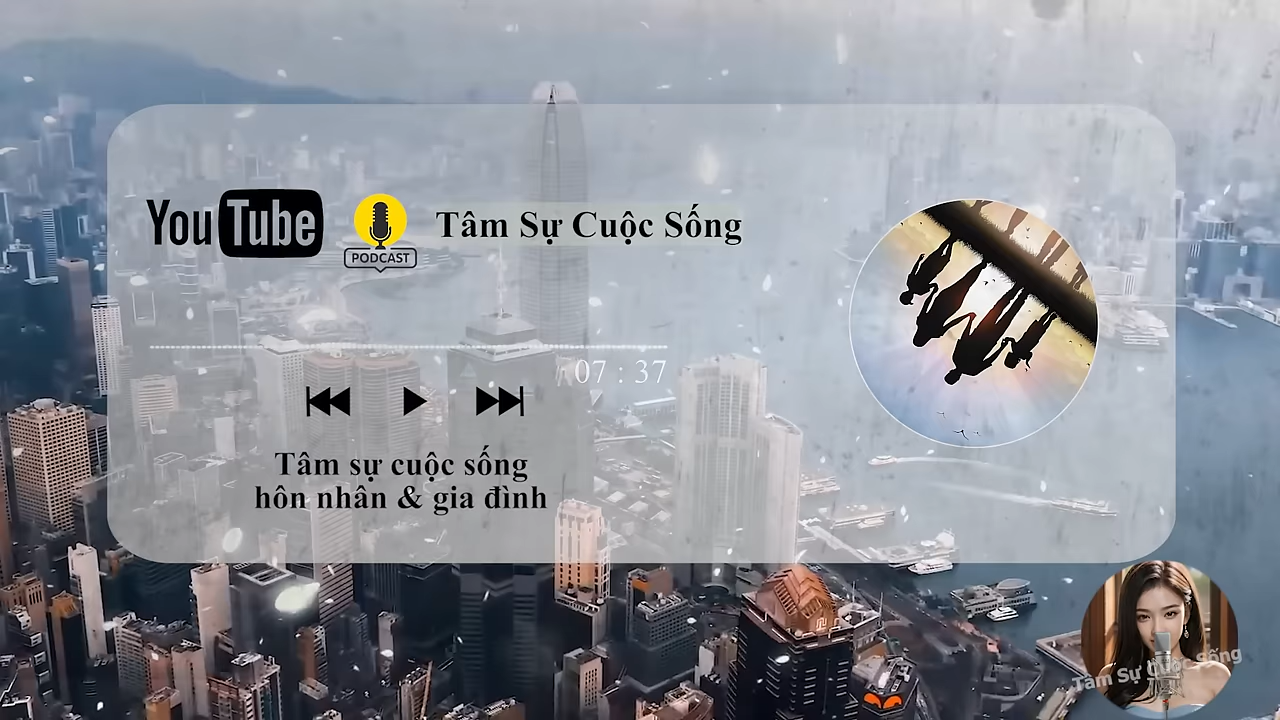 YouTube
PODCAST
Tâm Sự Cuộc Sống
07 : 37
Tâm sự cuộc sống
hôn nhân & gia đình
Tâm Sự Cuộc Sống